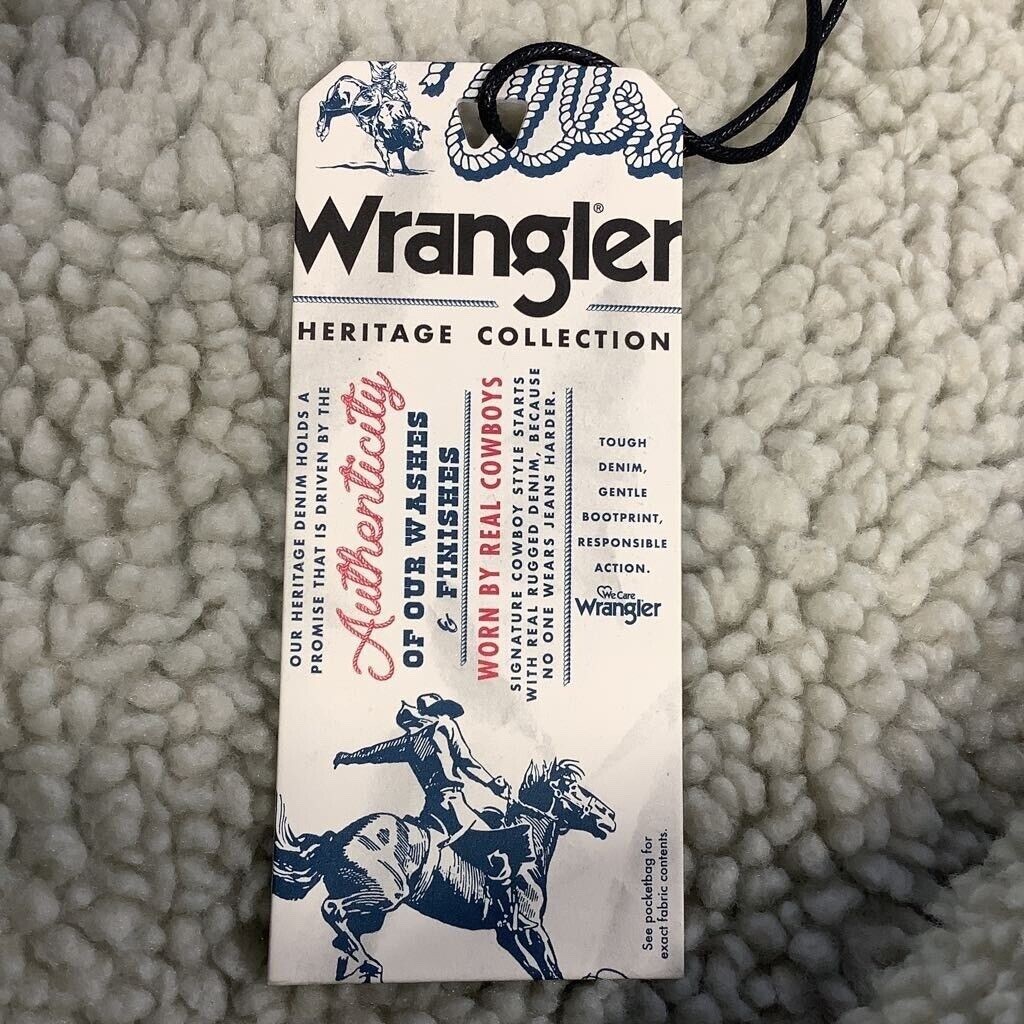 Wrangler®
HERITAGE COLLECTION
OUR HERITAGE DENIM HOLDS A
PROMISE THAT IS DRIVEN BY THE
Authenticity
OF OUR WASHES
& FINISHES
WORN BY REAL COWBOYS
SIGNATURE COWBOY STYLE STARTS
WITH REAL RUGGED DENIM, BECAUSE
NO ONE WEARS JEANS HARDER.
TOUGH
DENIM,
GENTLE
BOOTPRINT,
RESPONSIBLE
ACTION.
We Care
Wrangler
See pocketbag for
exact fabric contents.